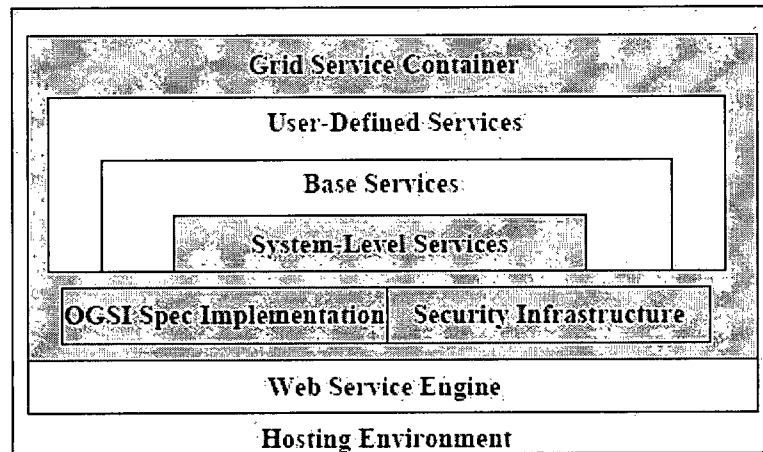 Grid Service Container
User-Defined Services
Base Services
System-Level Services
OGSI Spec Implementation Security Infrastructure
Web Service Engine
Hosting Environment